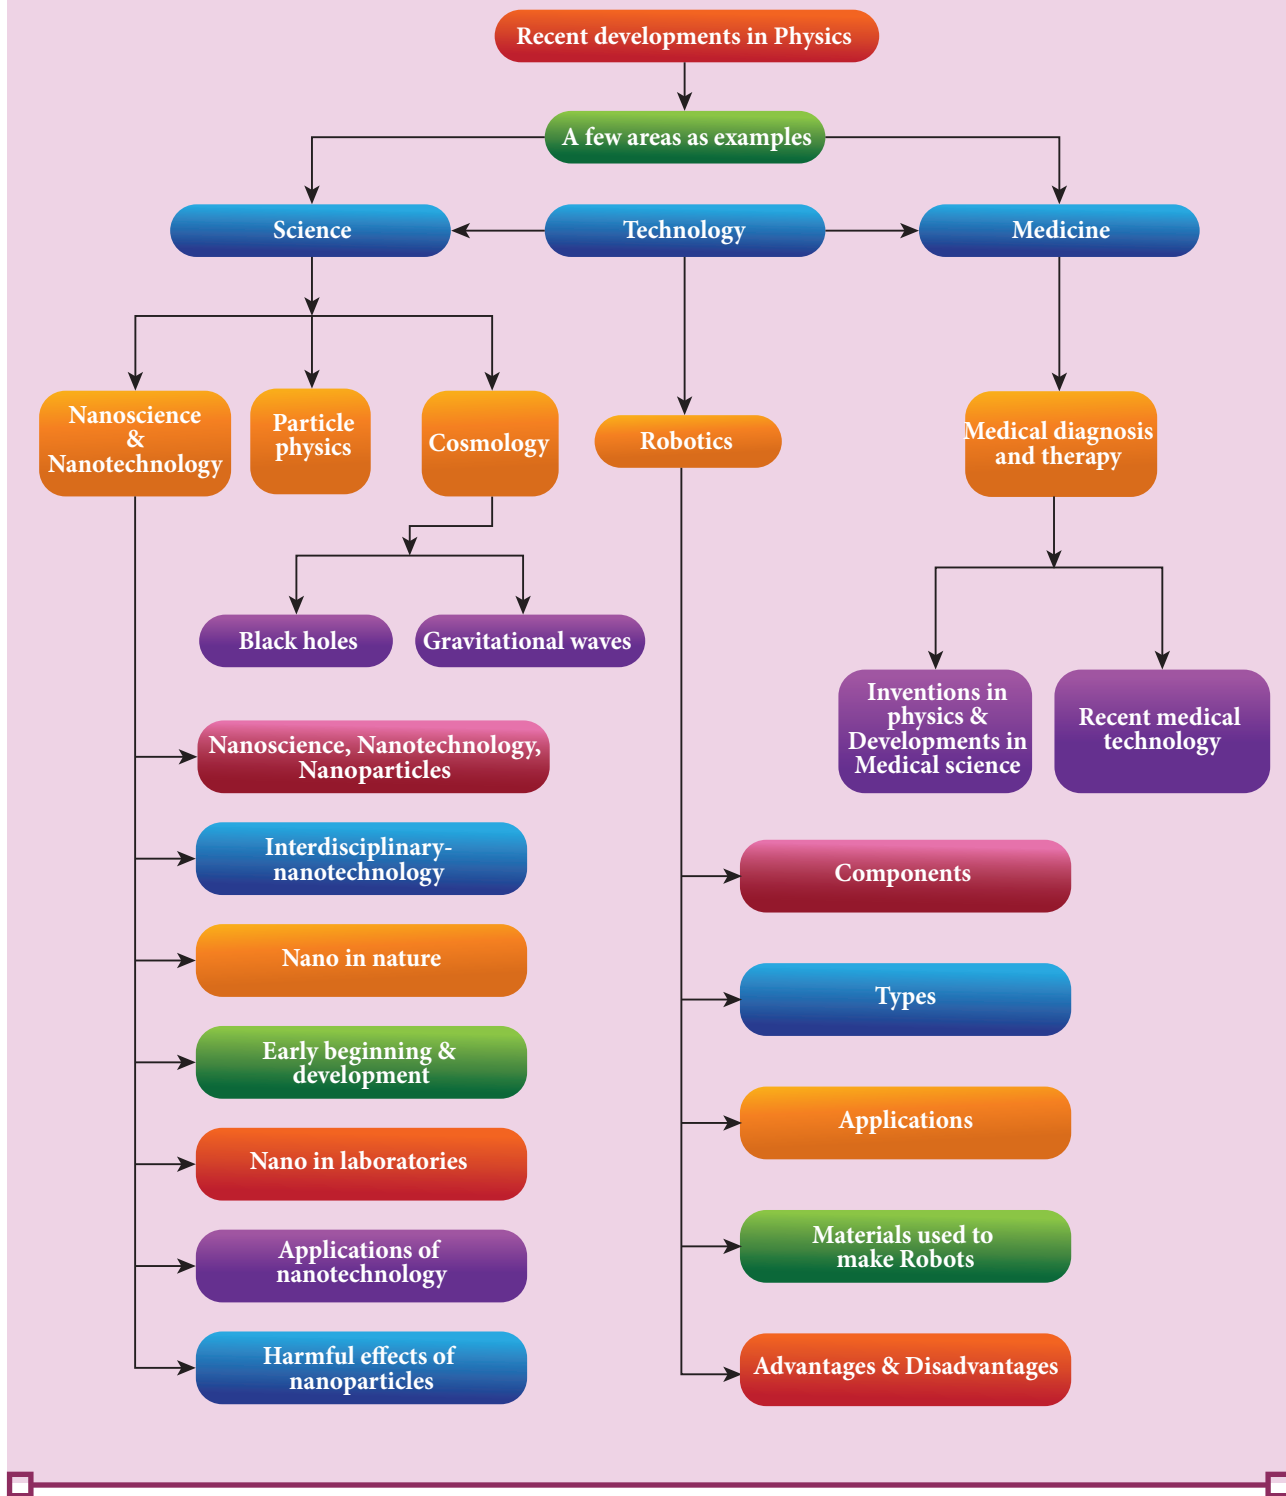 Recent developments in Physics
A few areas as examples
Science
Technology
Medicine
Nanoscience
&
Nanotechnology
Particle
physics
Cosmology
Robotics
Medical diagnosis
and therapy
Black holes
Gravitational waves
Inventions in
physics &
Developments in
Medical science
Recent medical
technology
Nanoscience, Nanotechnology,
Nanoparticles
Interdisciplinary-
nanotechnology
Nano in nature
Early beginning &
development
Nano in laboratories
Applications of
nanotechnology
Harmful effects of
nanoparticles
Components
Types
Applications
Materials used to
make Robots
Advantages & Disadvantages